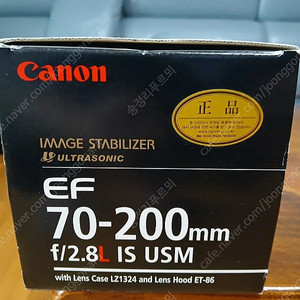 Canon
正品
IMAGE STABILIZER
ULTRASONIC
EF
70-200mm
f/2.8L IS USM
with Lens Case LZ1324 and Lens Hood ET-86